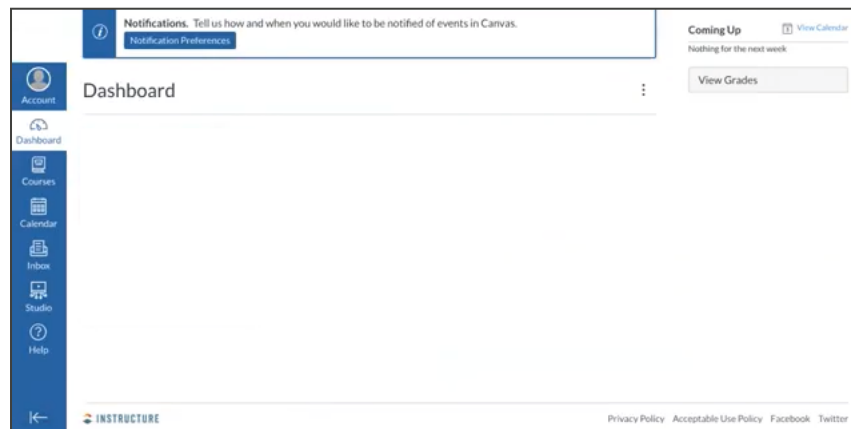 Notifications. Tell us how and when you would like to be notified of events in Canvas.
Notification Preferences
Coming Up
View Calendar
Nothing for the next week
View Grades
Dashboard
Account
Dashboard
Courses
Calendar
Inbox
Studio
Help
INSTRUCTURE
Privacy Policy Acceptable Use Policy Facebook Twitter